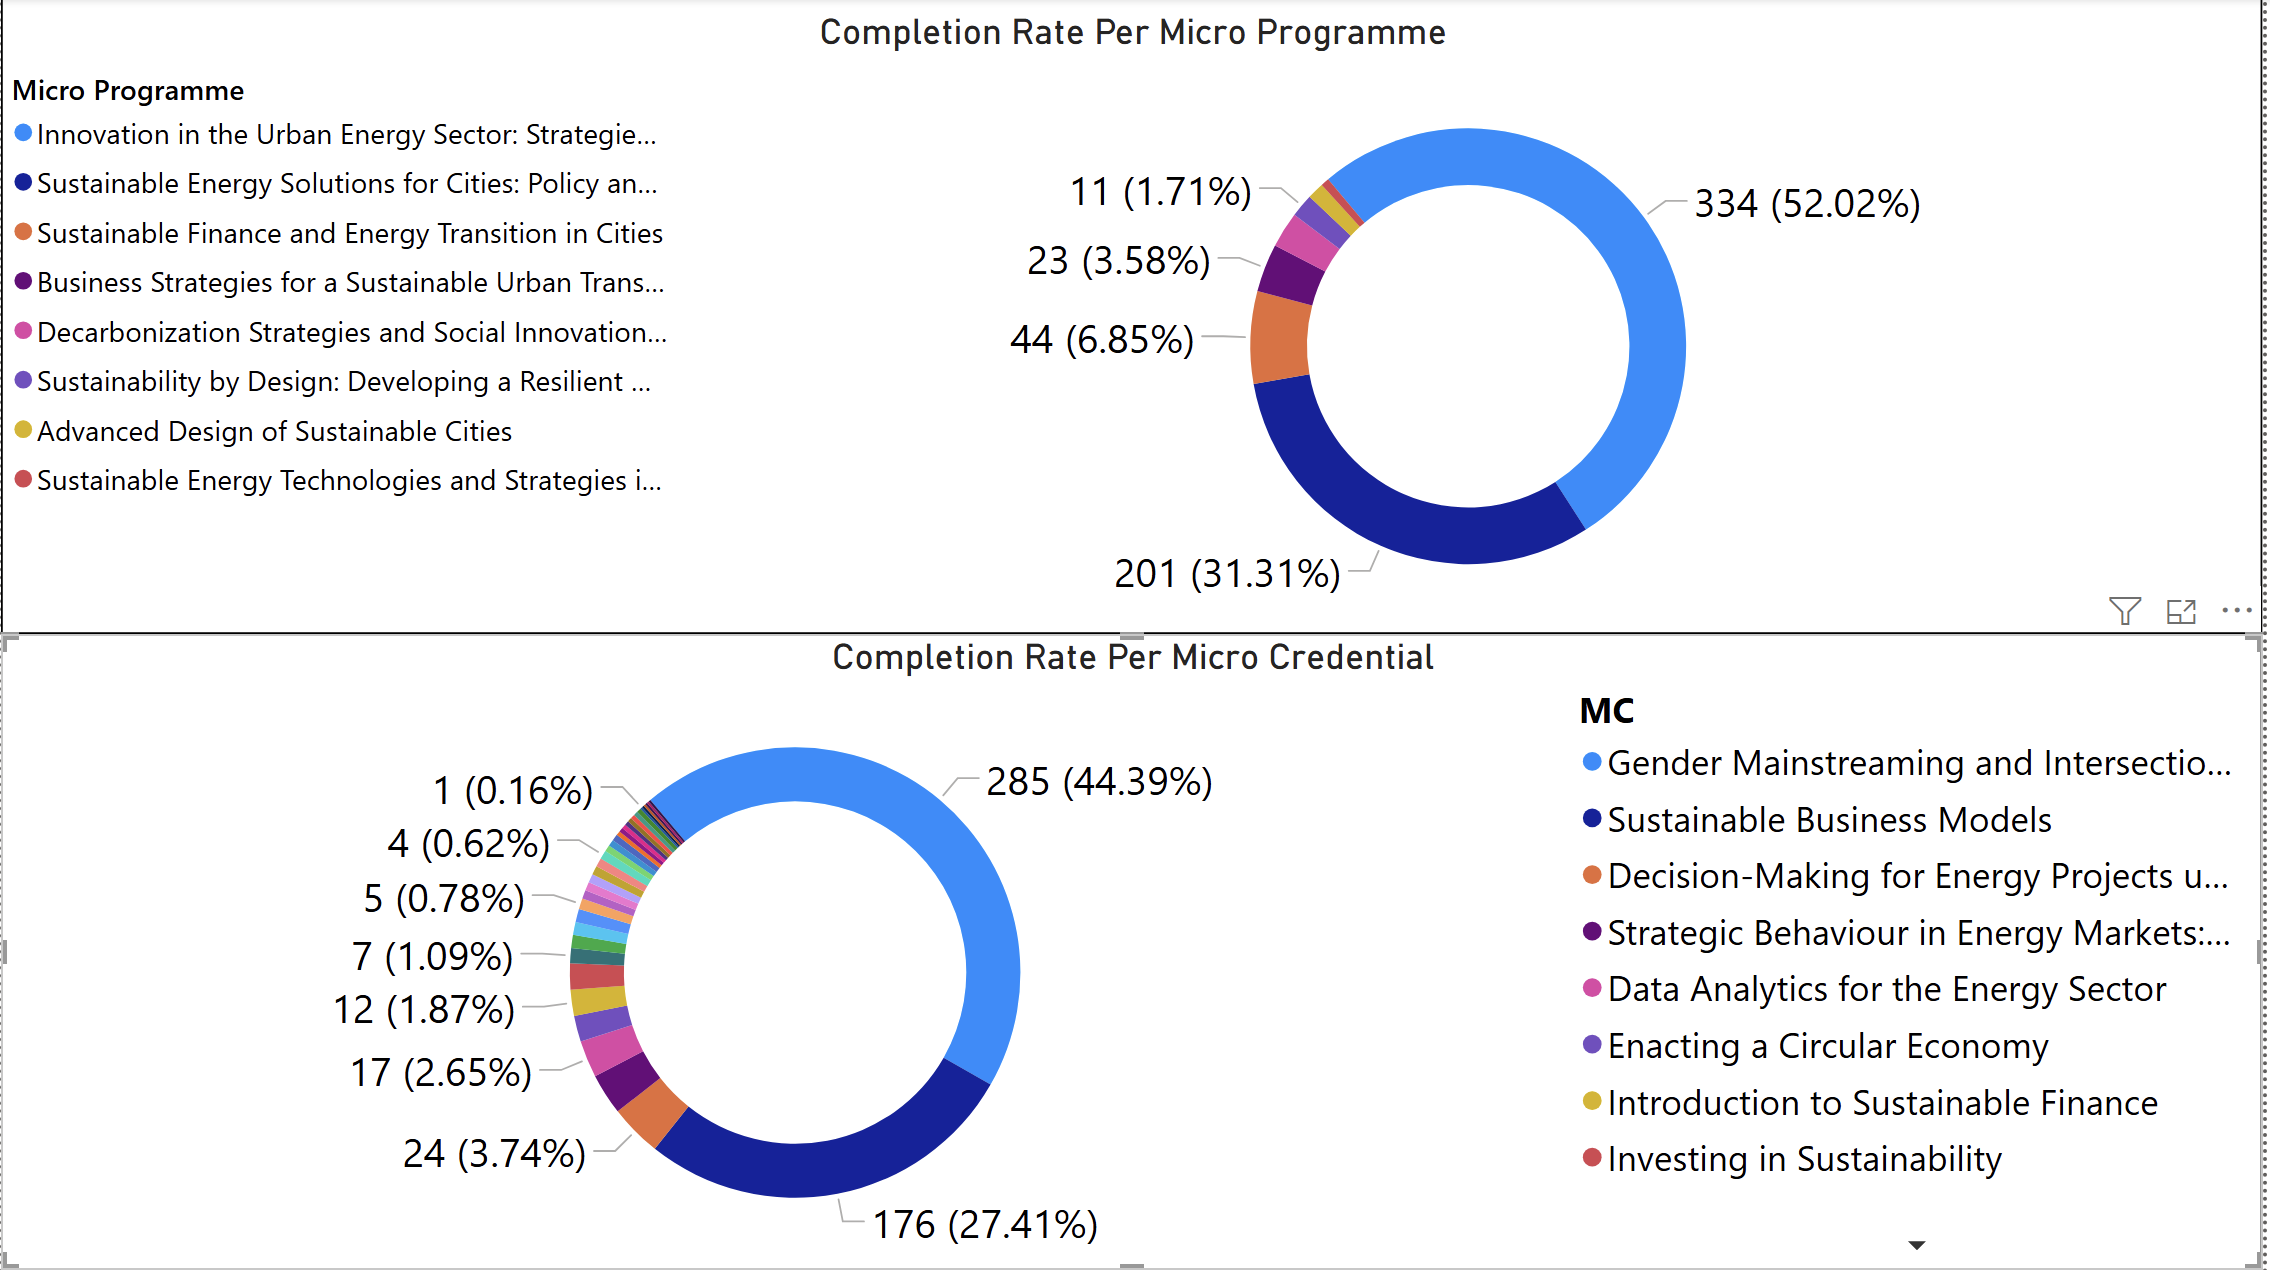 Completion Rate Per Micro Programme
Micro Programme
Innovation in the Urban Energy Sector: Strategie...
Sustainable Energy Solutions for Cities: Policy an...
Sustainable Finance and Energy Transition in Cities
Business Strategies for a Sustainable Urban Trans...
Decarbonization Strategies and Social Innovation...
Sustainability by Design: Developing a Resilient ...
Advanced Design of Sustainable Cities
Sustainable Energy Technologies and Strategies i...
11 (1.71%)
23 (3.58%)
44 (6.85%)
201 (31.31%)
334 (52.02%)
Completion Rate Per Micro Credential
1 (0.16%)
4 (0.62%)
5 (0.78%)
7 (1.09%)
12 (1.87%)
17 (2.65%)
24 (3.74%)
176 (27.41%)
285 (44.39%)
MC
Gender Mainstreaming and Intersectio...
Sustainable Business Models
Decision-Making for Energy Projects u...
Strategic Behaviour in Energy Markets:...
Data Analytics for the Energy Sector
Enacting a Circular Economy
Introduction to Sustainable Finance
Investing in Sustainability